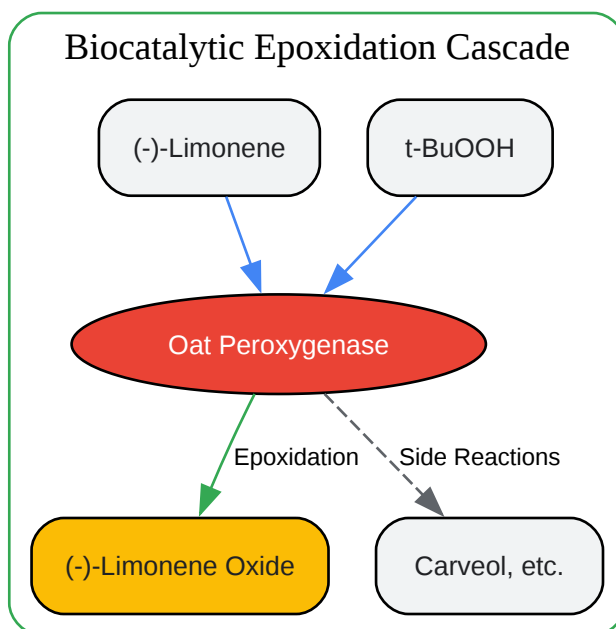 Biocatalytic Epoxidation Cascade
(-)-Limonene
t-BuOOH
Oat Peroxygenase
Epoxidation
Side Reactions
(-)-Limonene Oxide
Carveol, etc.